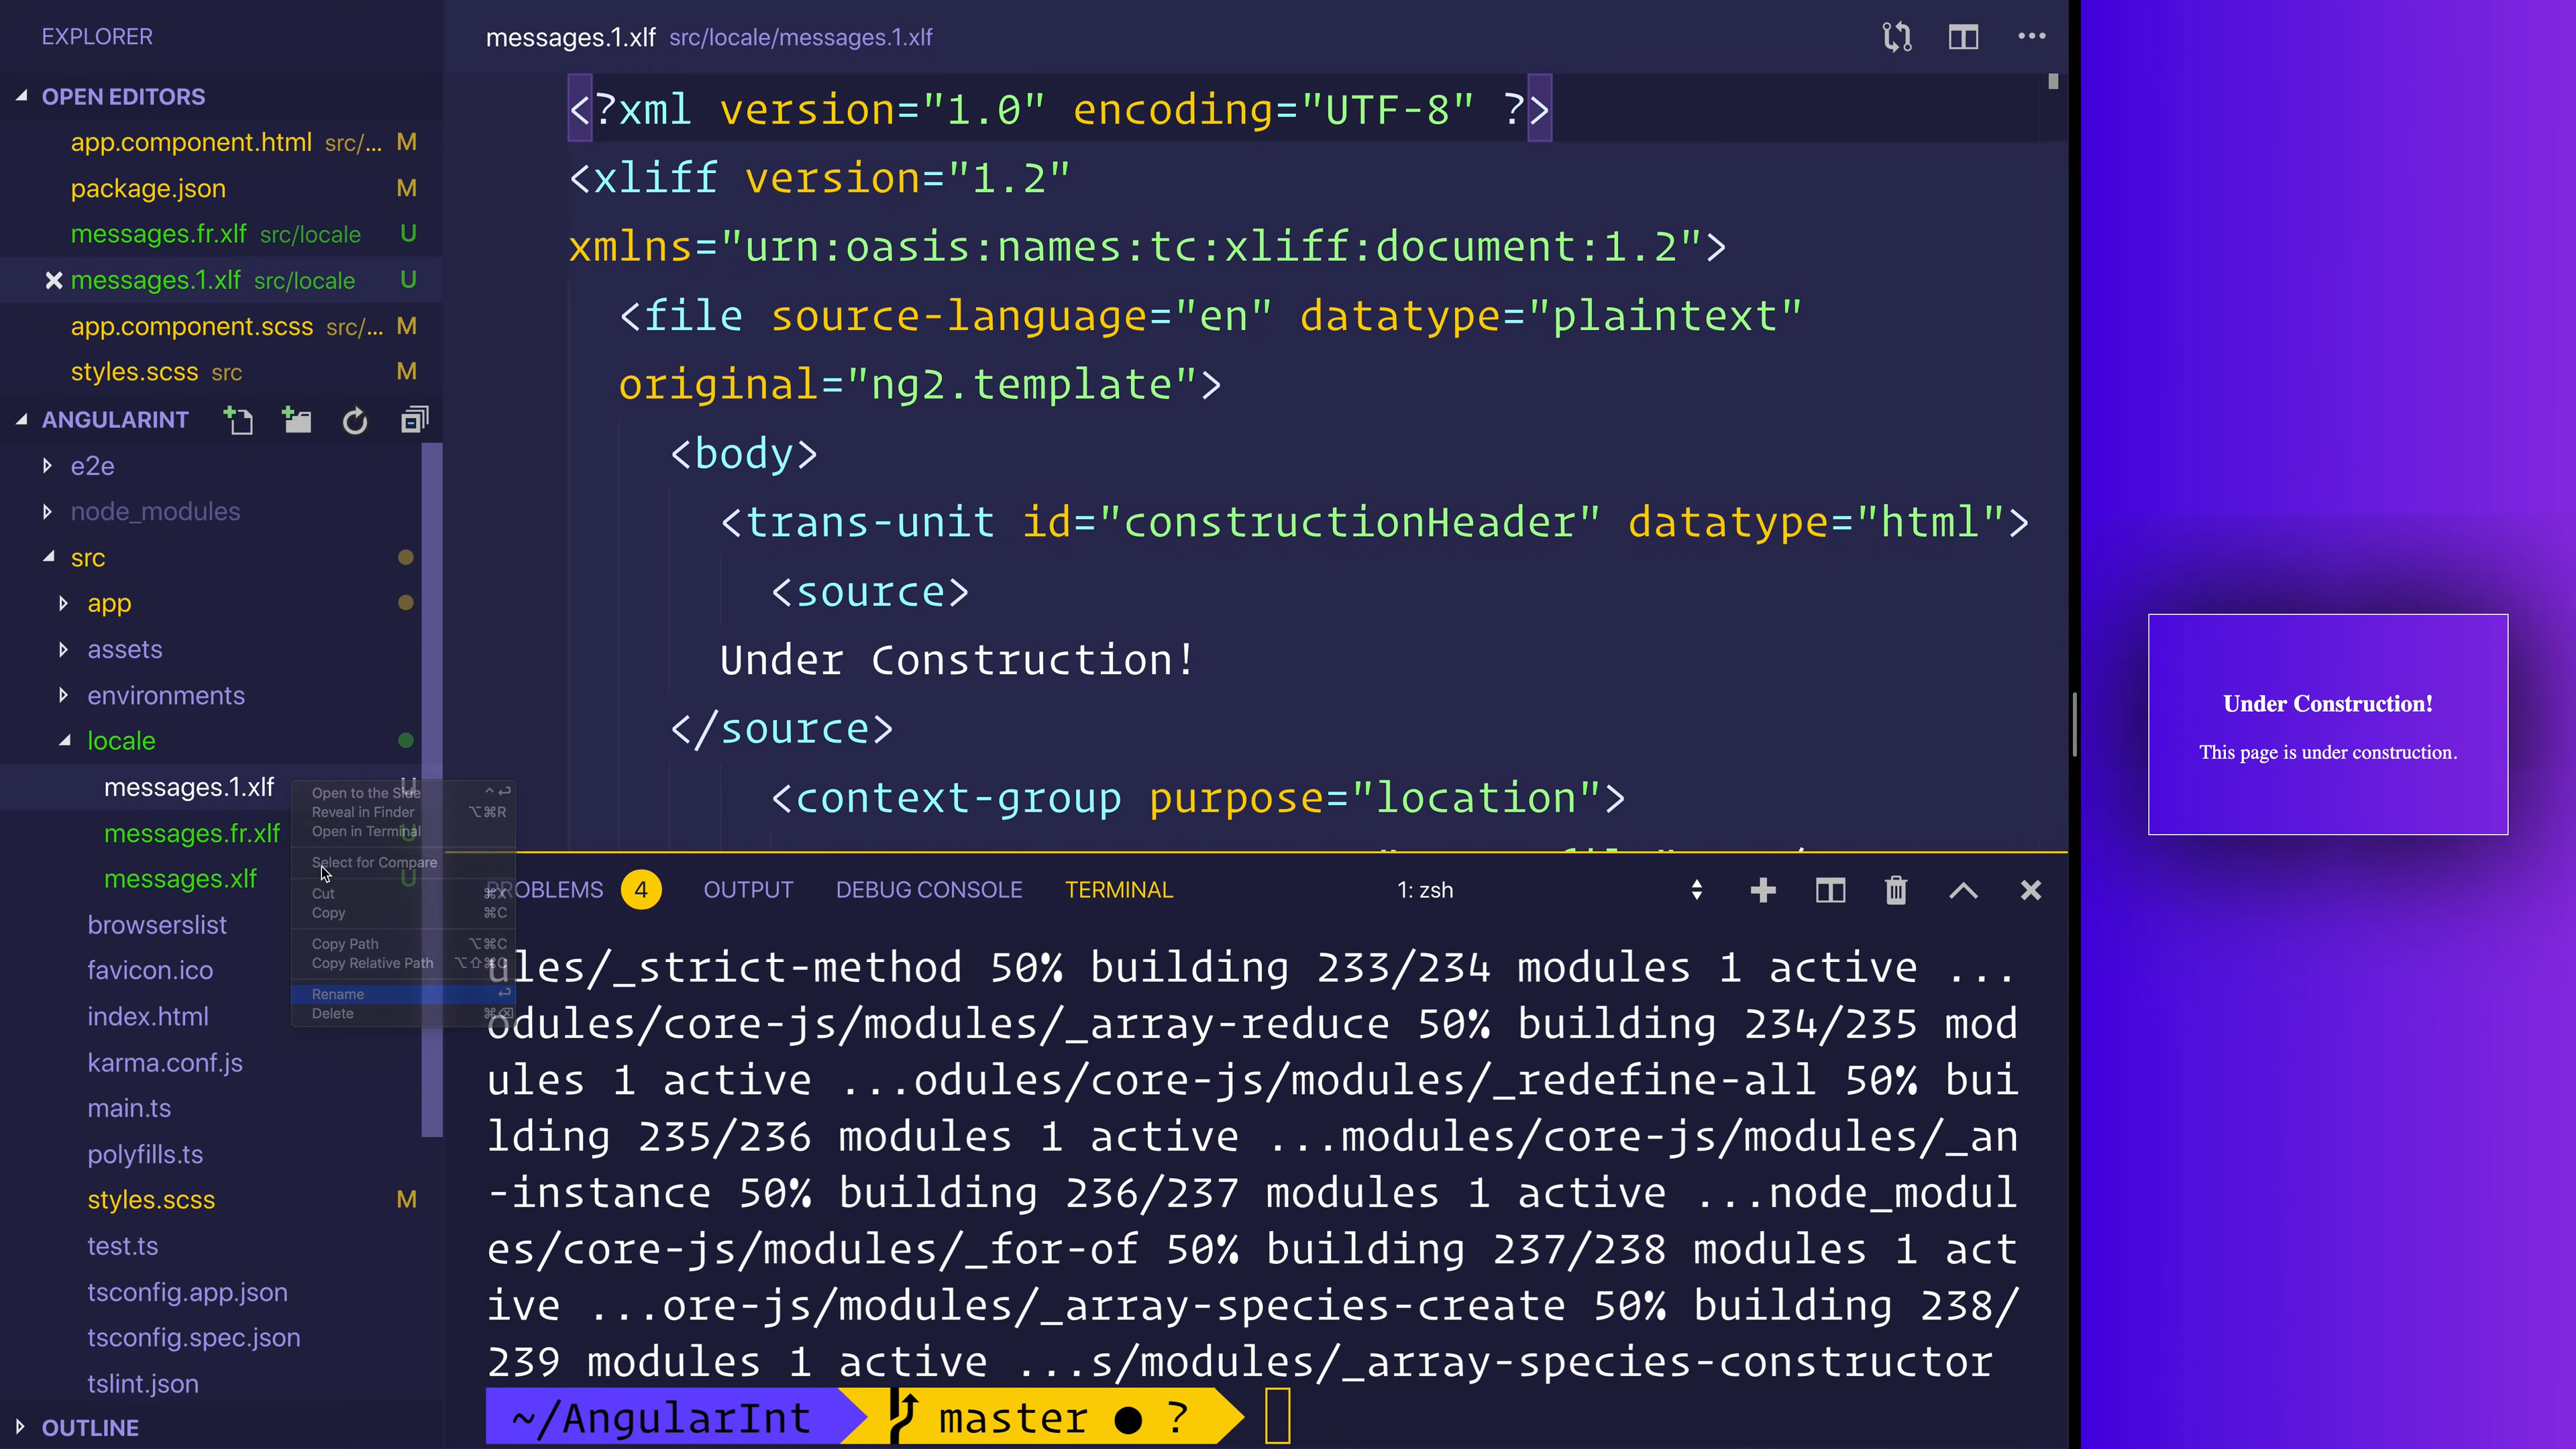 EXPLORER
OPEN EDITORS
app.component.html src/... M
package.json M
messages.fr.xlf src/locale U
messages.1.xlf src/locale U
app.component.scss src/... M
styles.scss src M
ANGULARINT
e2e
node_modules
src
app
assets
environments
locale
messages.1.xlf U
messages.fr.xlf U
messages.xlf U
browserslist
favicon.ico
index.html
karma.conf.js
main.ts
polyfills.ts
styles.scss M
test.ts
tsconfig.app.json
tsconfig.spec.json
tslint.json
OUTLINE
Open to the Side ^↩
Reveal in Finder ⌥⌘R
Open in Terminal
Select for Compare
Cut ⌘X
Copy ⌘C
Copy Path ⌥⌘C
Copy Relative Path ⌥⇧⌘C
Rename ↩
Delete ⌘⌫
messages.1.xlf src/locale/messages.1.xlf
<?xml version="1.0" encoding="UTF-8" ?>
<xliff version="1.2"
xmlns="urn:oasis:names:tc:xliff:document:1.2">
<file source-language="en" datatype="plaintext"
original="ng2.template">
<body>
<trans-unit id="constructionHeader" datatype="html">
<source>
Under Construction!
</source>
<context-group purpose="location">
PROBLEMS 4 OUTPUT DEBUG CONSOLE TERMINAL 1: zsh
ules/_strict-method 50% building 233/234 modules 1 active ...
odules/core-js/modules/_array-reduce 50% building 234/235 mod
ules 1 active ...odules/core-js/modules/_redefine-all 50% bui
lding 235/236 modules 1 active ...modules/core-js/modules/_an
-instance 50% building 236/237 modules 1 active ...node_modul
es/core-js/modules/_for-of 50% building 237/238 modules 1 act
ive ...ore-js/modules/_array-species-create 50% building 238/
239 modules 1 active ...s/modules/_array-species-constructor
~/AngularInt master ● ?
Under Construction!
This page is under construction.